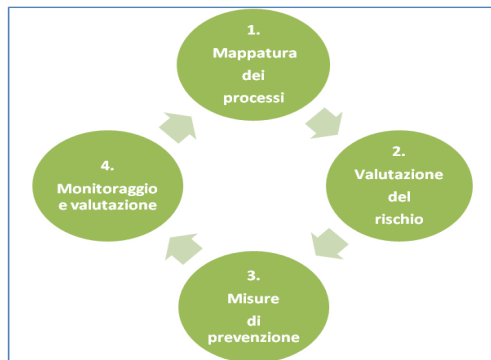 1.
Mappatura
dei
processi
2.
Valutazione
del
rischio
3.
Misure
di
prevenzione
4.
Monitoraggio
e valutazione